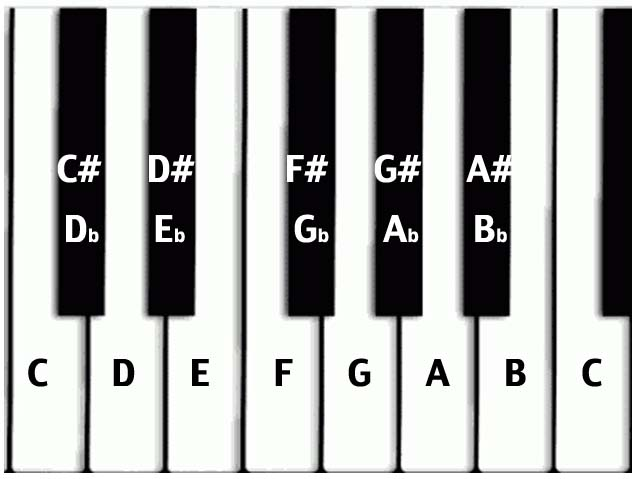 C# D# F# G# A#
Db Eb Gb Ab Bb
C D E F G A B C